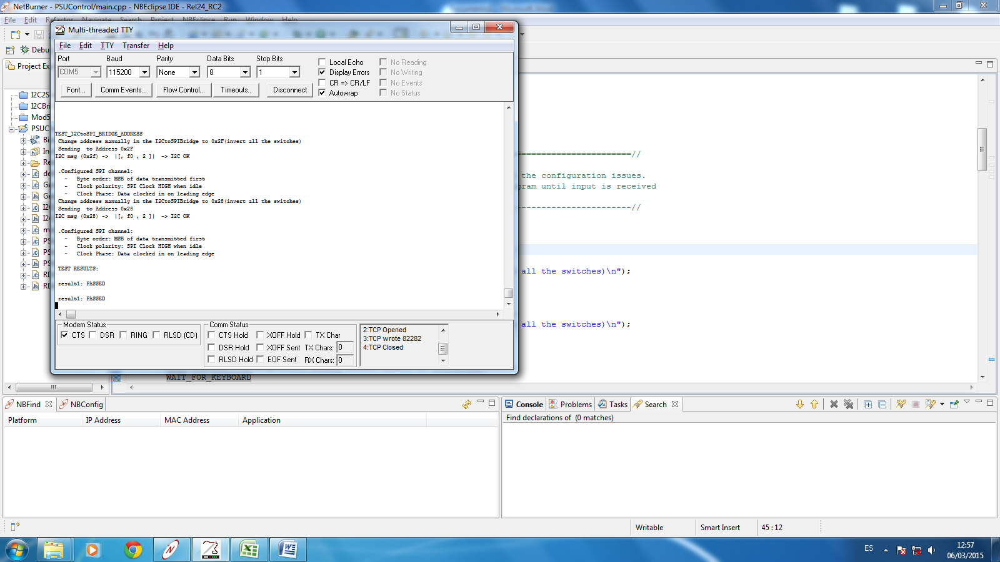 NetBurner - PSUControl/main.cpp - NBEclipse IDE - Rel24_RC2
File Edit Refactor Navigate Search Project NBEclipse Run Window Help
Multi-threaded TTY
File Edit TTY Transfer Help
Port Baud Parity Data Bits Stop Bits
COM5 115200 None 8 1
Font... Comm Events... Flow Control... Timeouts.. Disconnect
Local Echo No Reading
Display Errors No Writing
CR => CR/LF No Events
Autowrap No Status
Debu
Project Ex
I2C2S
I2CBri
Mod5
PSUC
Bi
In
Re
de
Ge
Ge
I2C
I2C
m
PS
PS
PS
RD
RD
TEST_I2CtoSPI_BRIDGE_ADDRESS
Change address manually in the I2CtoSPIBridge to 0x2F(invert all the switches)
Sending  to Address 0x2F
I2C msg (0x2f) ->  |[, f0 , 2 ]|  -> I2C OK
.Configured SPI channel:
-   Byte order: MSB of data transmitted first
-   Clock polarity: SPI Clock HIGH when idle
-   Clock Phase: Data clocked in on leading edge
Change address manually in the I2CtoSPIBridge to 0x28(invert all the switches)
Sending  to Address 0x28
I2C msg (0x28) ->  |[, f0 , 2 ]|  -> I2C OK
.Configured SPI channel:
-   Byte order: MSB of data transmitted first
-   Clock polarity: SPI Clock HIGH when idle
-   Clock Phase: Data clocked in on leading edge
TEST RESULTS:
result1: PASSED
result1: PASSED
Modem Status
CTS DSR RING RLSD (CD)
Comm Status
CTS Hold XOFF Hold TX Char
DSR Hold XOFF Sent TX Chars: 0
RLSD Hold EOF Sent RX Chars: 0
2:TCP Opened
3:TCP wrote 82282
4:TCP Closed
=======================//
the configuration issues.
gram until input is received
-----------------------//
all the switches)\n");
all the switches)\n");
WAIT_FOR_KEYBOARD
NBFind NBConfig
Platform IP Address MAC Address Application
Console Problems Tasks Search
Find declarations of  (0 matches)
Writable Smart Insert 45 : 12
ES
12:57
06/03/2015